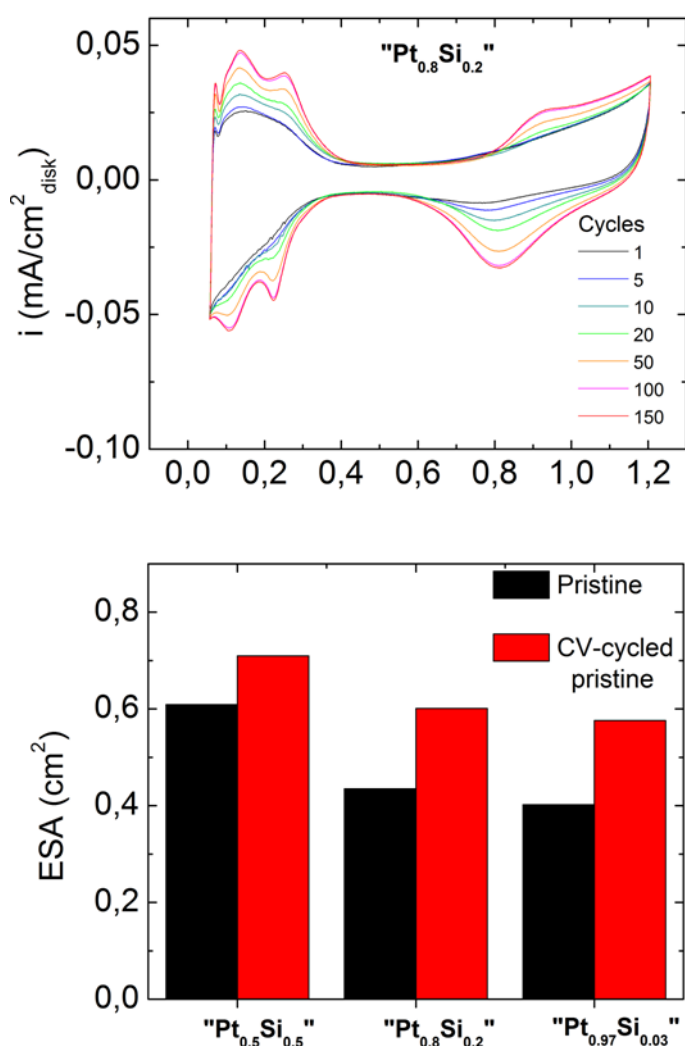 0,05
"Pt0.8Si0.2"
0,00
i (mA/cm2disk)
Cycles
1
5
-0,05
10
20
50
100
150
-0,10
0,0 0,2 0,4 0,6 0,8 1,0 1,2
0,8
Pristine
CV-cycled
pristine
0,6
ESA (cm2)
0,4
0,2
0,0
"Pt0.5Si0.5" "Pt0.8Si0.2" "Pt0.97Si0.03"